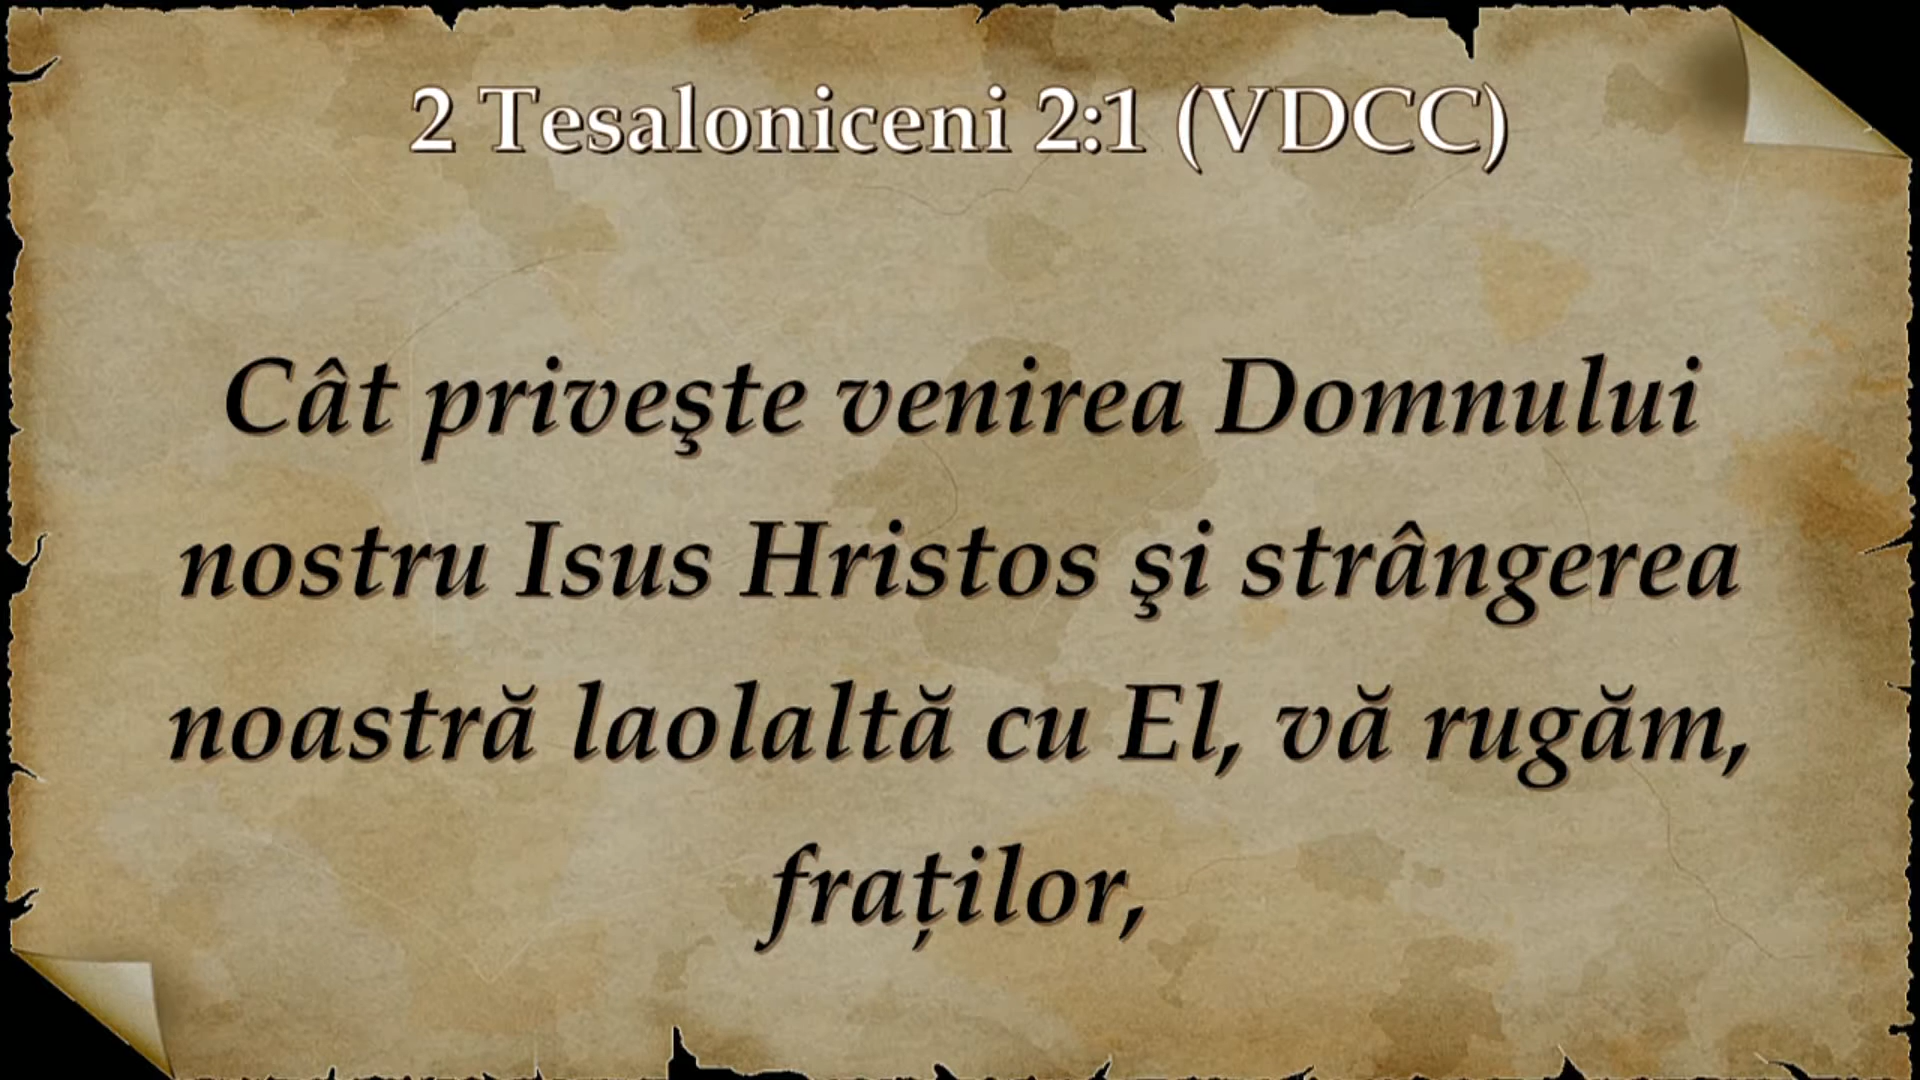 2 Tesaloniceni 2:1 (VDCC)
Cât priveşte venirea Domnului
nostru Isus Hristos şi strângerea
noastră laolaltă cu El, vă rugăm,
fraţilor,